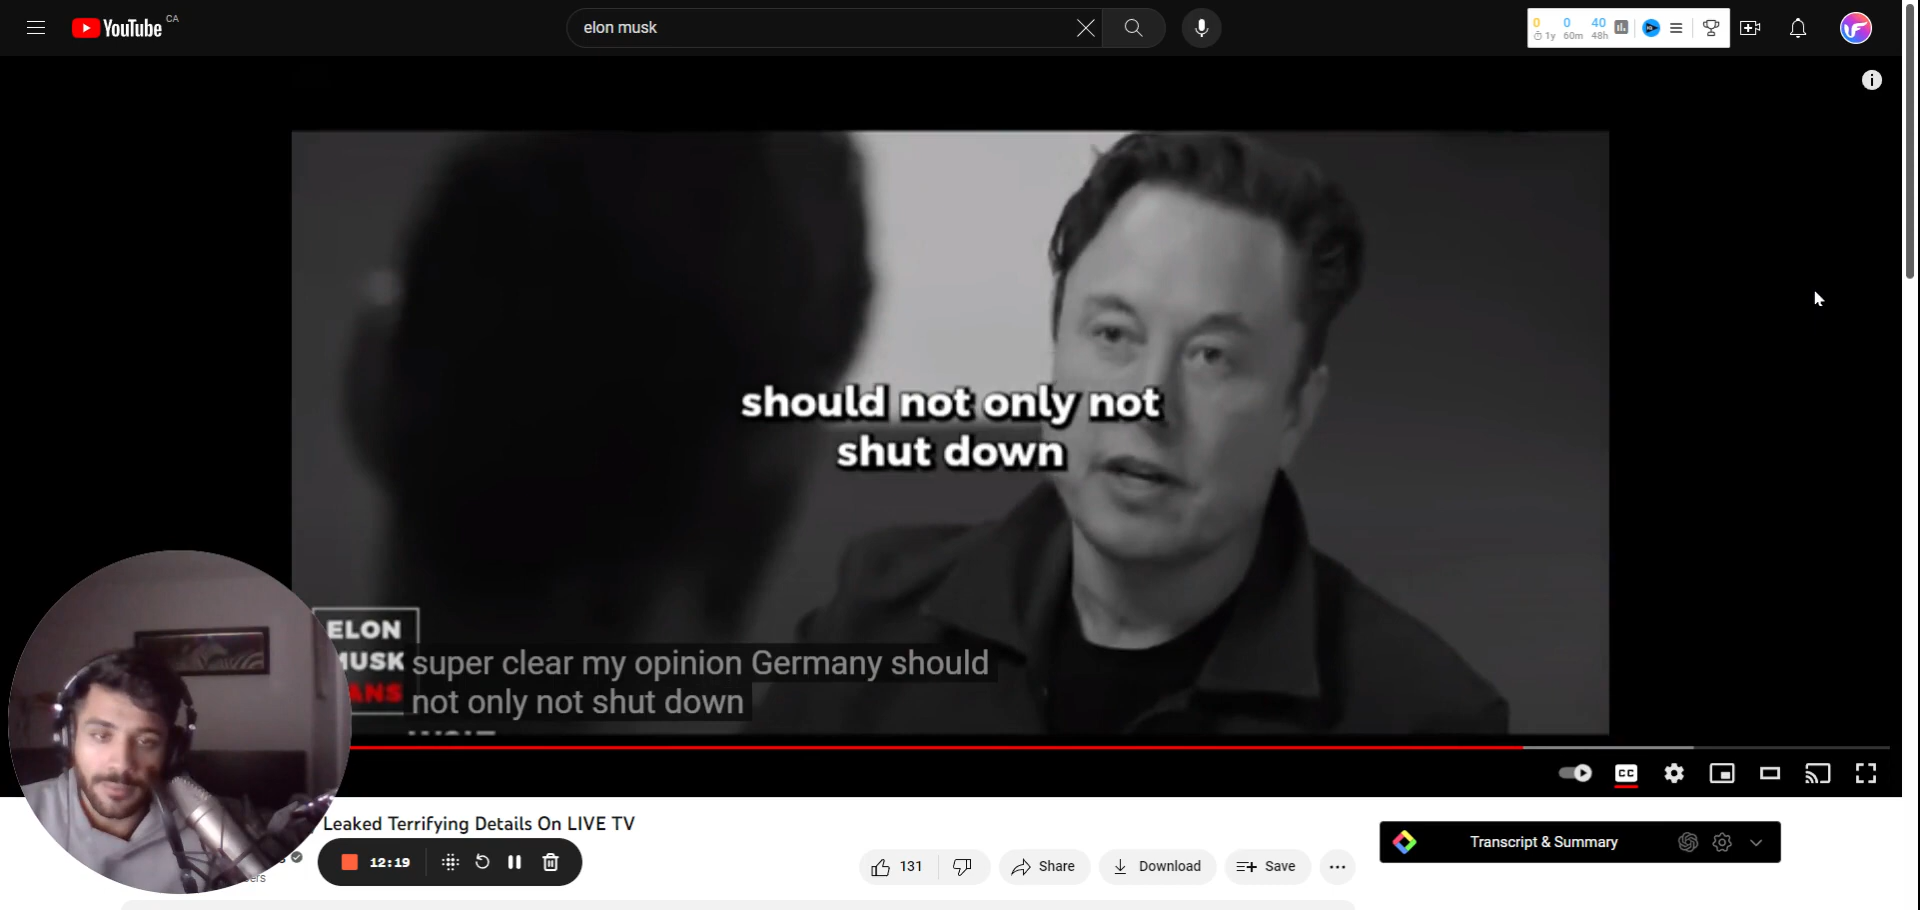 YouTube CA
elon musk
0 0 40
1y 60m 48h
should not only not
shut down
ELON
MUSK
super clear my opinion Germany should
not only not shut down
Leaked Terrifying Details On LIVE TV
12:19
131
Share
Download
Save
Transcript & Summary